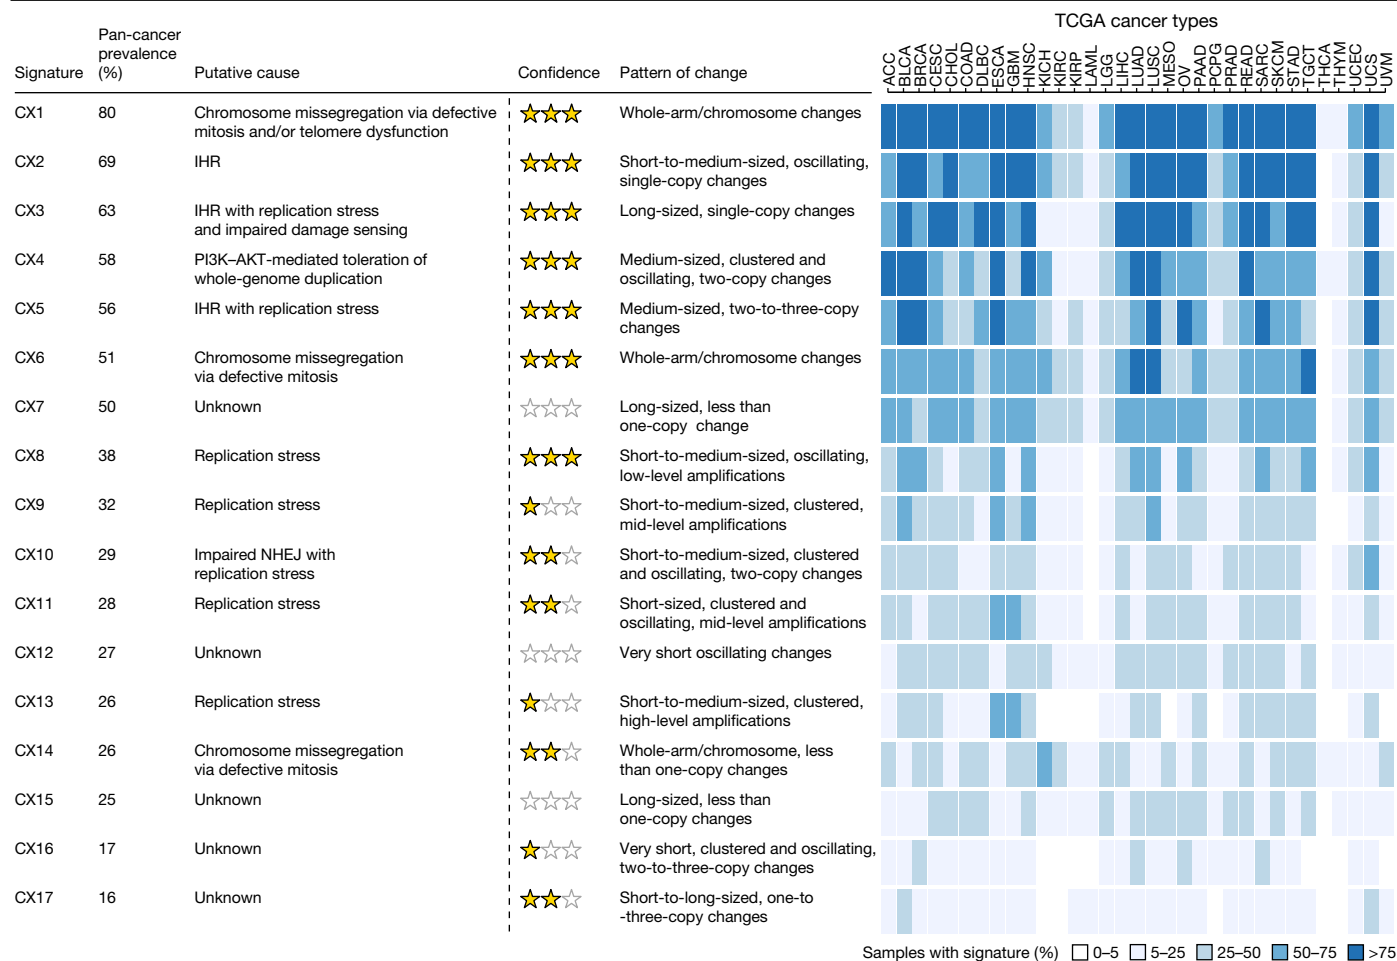 TCGA cancer types
Signature
Pan-cancer
prevalence
(%)
Putative cause
Confidence
Pattern of change
ACC
BLCA
BRCA
CESC
CHOL
COAD
DLBC
ESCA
GBM
HNSC
KICH
KIRC
KIRP
LAML
LGG
LIHC
LUAD
LUSC
MESO
OV
PAAD
PCPG
PRAD
READ
SARC
SKCM
STAD
TGCT
THCA
THYM
UCEC
UCS
UVM
CX1 80 Chromosome missegregation via defective Whole-arm/chromosome changes
mitosis and/or telomere dysfunction
CX2 69 IHR Short-to-medium-sized, oscillating,
single-copy changes
CX3 63 IHR with replication stress Long-sized, single-copy changes
and impaired damage sensing
CX4 58 PI3K–AKT-mediated toleration of Medium-sized, clustered and
whole-genome duplication oscillating, two-copy changes
CX5 56 IHR with replication stress Medium-sized, two-to-three-copy
changes
CX6 51 Chromosome missegregation Whole-arm/chromosome changes
via defective mitosis
CX7 50 Unknown Long-sized, less than
one-copy change
CX8 38 Replication stress Short-to-medium-sized, oscillating,
low-level amplifications
CX9 32 Replication stress Short-to-medium-sized, clustered,
mid-level amplifications
CX10 29 Impaired NHEJ with Short-to-medium-sized, clustered
replication stress and oscillating, two-copy changes
CX11 28 Replication stress Short-sized, clustered and
oscillating, mid-level amplifications
CX12 27 Unknown Very short oscillating changes
CX13 26 Replication stress Short-to-medium-sized, clustered,
high-level amplifications
CX14 26 Chromosome missegregation Whole-arm/chromosome, less
via defective mitosis than one-copy changes
CX15 25 Unknown Long-sized, less than
one-copy changes
CX16 17 Unknown Very short, clustered and oscillating,
two-to-three-copy changes
CX17 16 Unknown Short-to-long-sized, one-to
-three-copy changes
Samples with signature (%) 0–5 5–25 25–50 50–75 >75